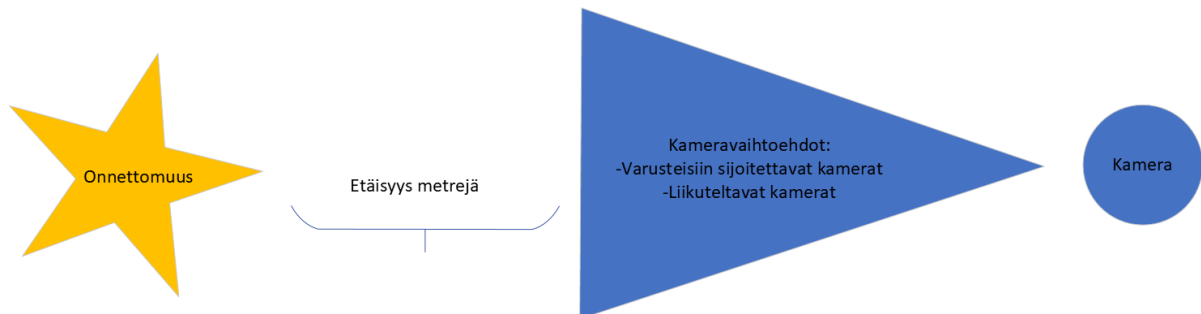 Onnettomuus
Etäisyys metrejä
Kameravaihtoehdot:
-Varusteisiin sijoitettavat kamerat
-Liikuteltavat kamerat
Kamera